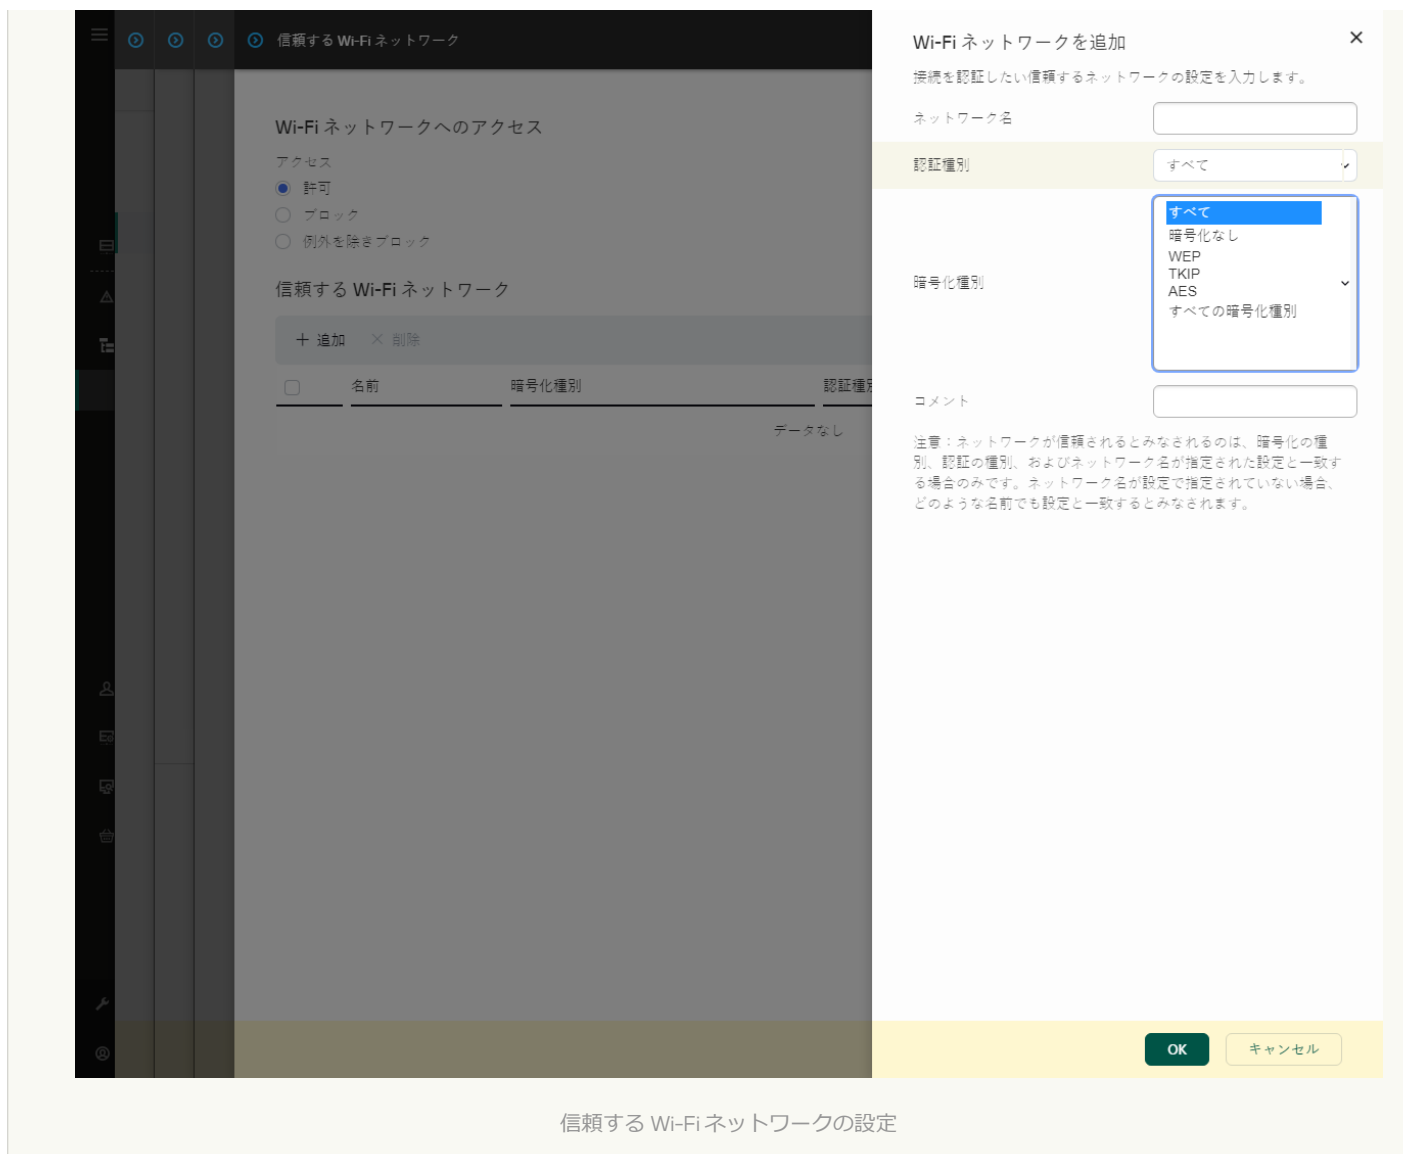 信頼する Wi-Fi ネットワーク
Wi-Fi ネットワークへのアクセス
アクセス
許可
ブロック
例外を除きブロック
信頼する Wi-Fi ネットワーク
＋ 追加 × 削除
名前 暗号化種別 認証種別
データなし
Wi-Fi ネットワークを追加
接続を認証したい信頼するネットワークの設定を入力します。
ネットワーク名
認証種別 すべて
暗号化種別
すべて
暗号化なし
WEP
TKIP
AES
すべての暗号化種別
コメント
注意：ネットワークが信頼されるとみなされるのは、暗号化の種
別、認証の種別、およびネットワーク名が指定された設定と一致す
る場合のみです。ネットワーク名が設定で指定されていない場合、
どのような名前でも設定と一致するとみなされます。
OK キャンセル
信頼する Wi-Fi ネットワークの設定